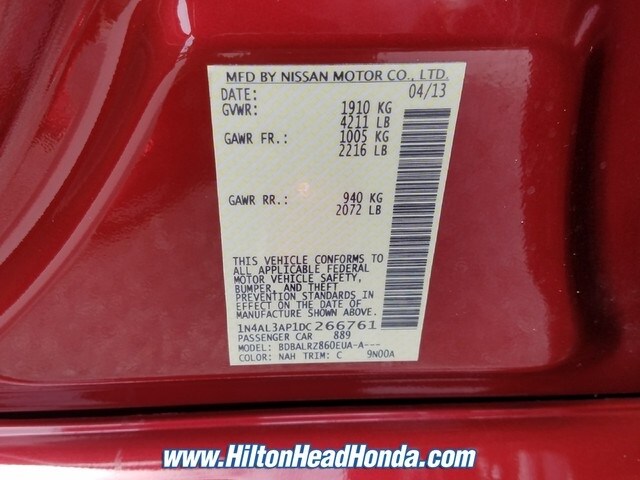 MFD BY NISSAN MOTOR CO., LTD.
DATE: 04/13
GVWR: 1910 KG
4211 LB
GAWR FR.: 1005 KG
2216 LB
GAWR RR.: 940 KG
2072 LB
THIS VEHICLE CONFORMS TO
ALL APPLICABLE FEDERAL
MOTOR VEHICLE SAFETY,
BUMPER, AND THEFT
PREVENTION STANDARDS IN
EFFECT ON THE DATE OF
MANUFACTURE SHOWN ABOVE.
1N4AL3AP1DC266761
PASSENGER CAR 889
MODEL: BDBALRZ860EUA-A---
COLOR: NAH TRIM: C 9N00A
www.HiltonHeadHonda.com